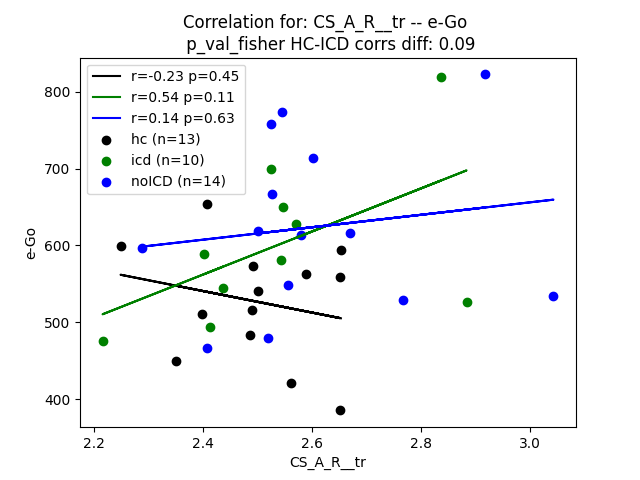 Correlation for: CS_A_R__tr -- e-Go
p_val_fisher HC-ICD corrs diff: 0.09
r=-0.23 p=0.45
r=0.54 p=0.11
r=0.14 p=0.63
hc (n=13)
icd (n=10)
noICD (n=14)
800
700
600
500
400
e-Go
2.2 2.4 2.6 2.8 3.0
CS_A_R__tr